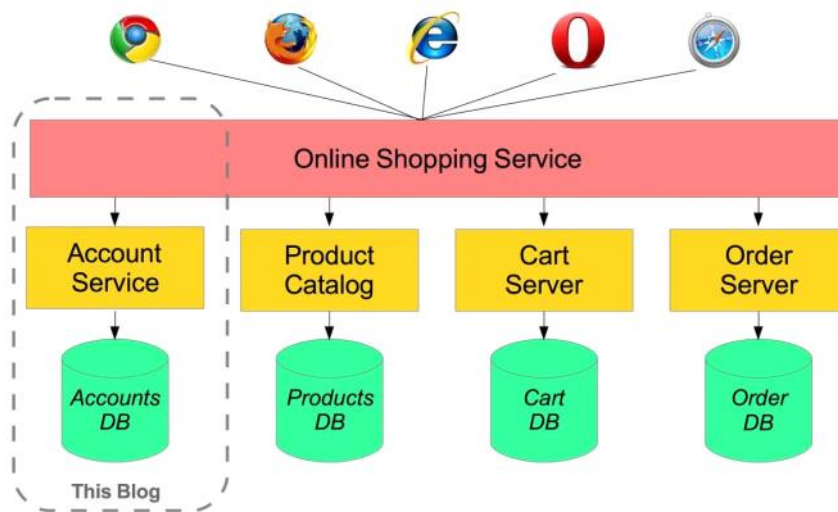 Online Shopping Service
Account
Service
Product
Catalog
Cart
Server
Order
Server
Accounts
DB
Products
DB
Cart
DB
Order
DB
This Blog